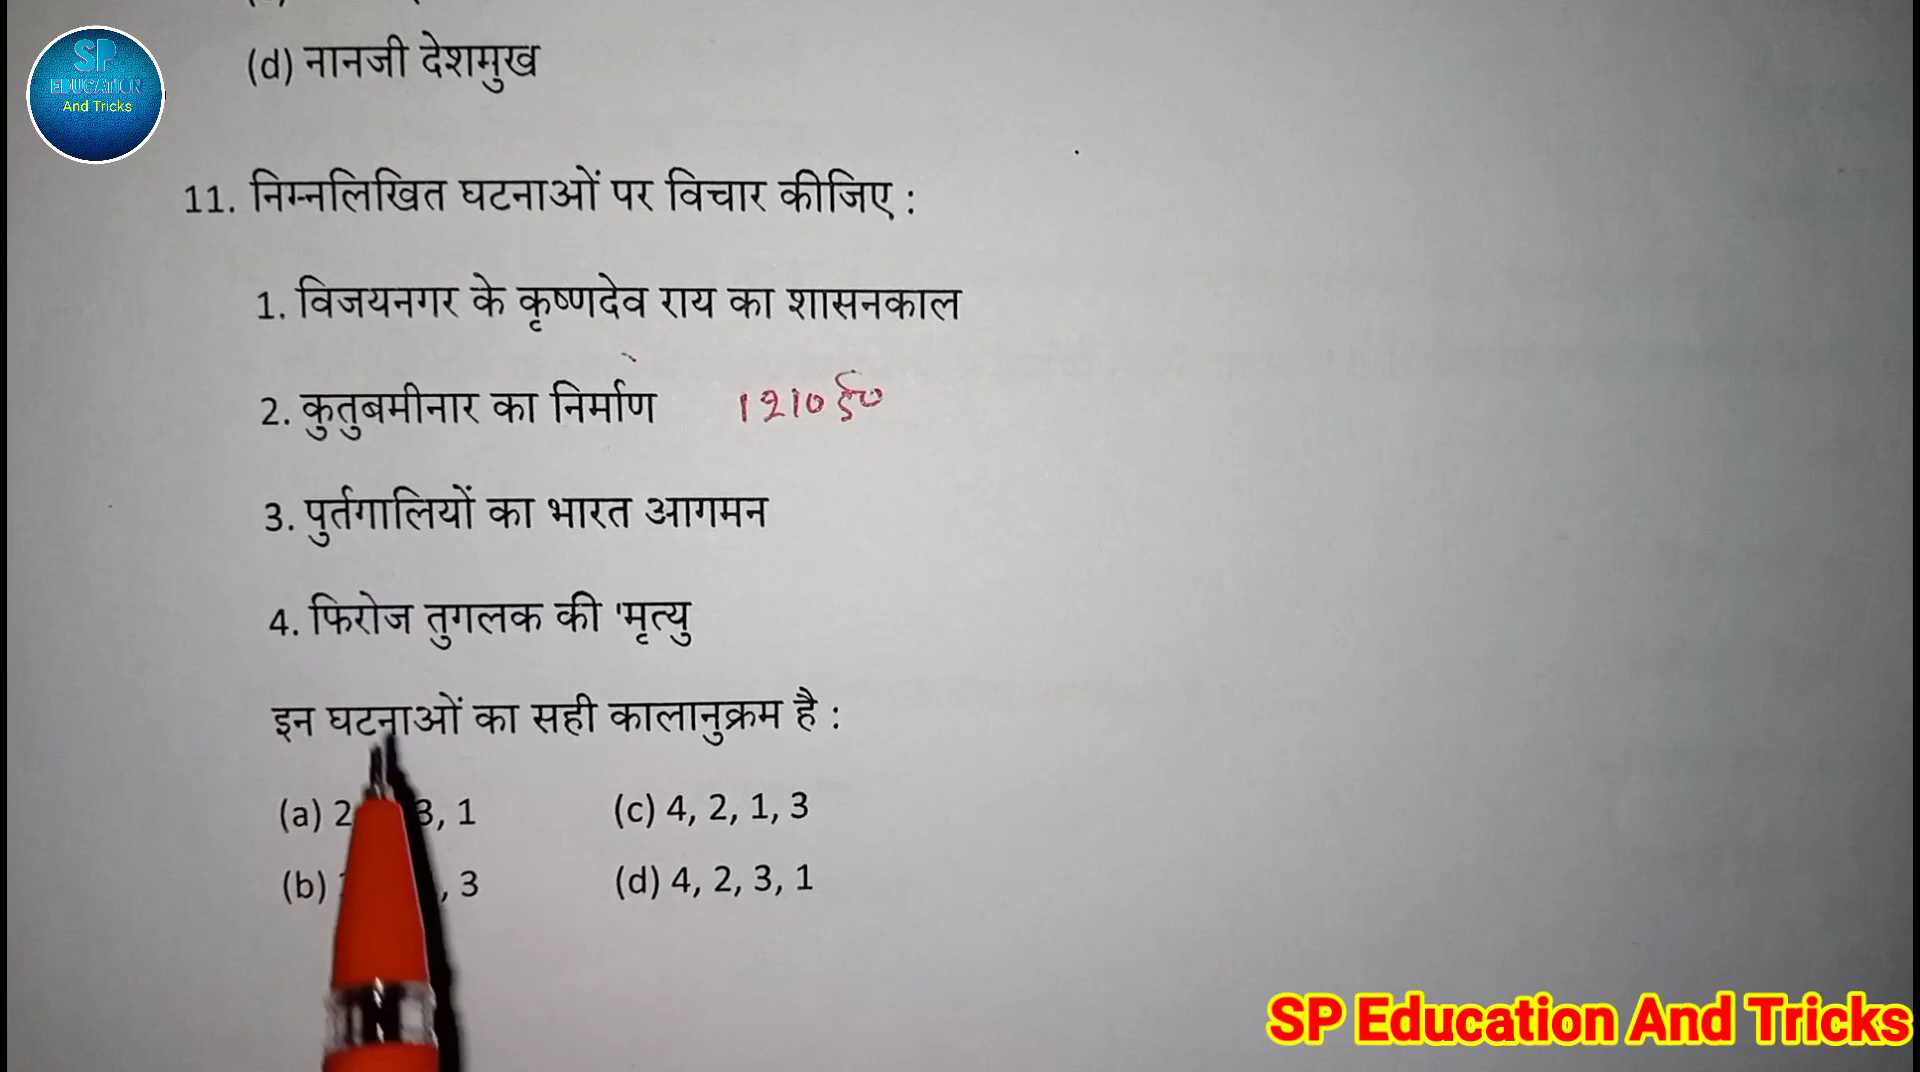 SP
EDUCATION
And Tricks
(d) नानजी देशमुख
11. निम्नलिखित घटनाओं पर विचार कीजिए :
1. विजयनगर के कृष्णदेव राय का शासनकाल
2. कुतुबमीनार का निर्माण 1210 ई०
3. पुर्तगालियों का भारत आगमन
4. फिरोज तुगलक की 'मृत्यु
इन घटनाओं का सही कालानुक्रम है :
(a) 2 3, 1 (c) 4, 2, 1, 3
(b) , 3 (d) 4, 2, 3, 1
SP Education And Tricks